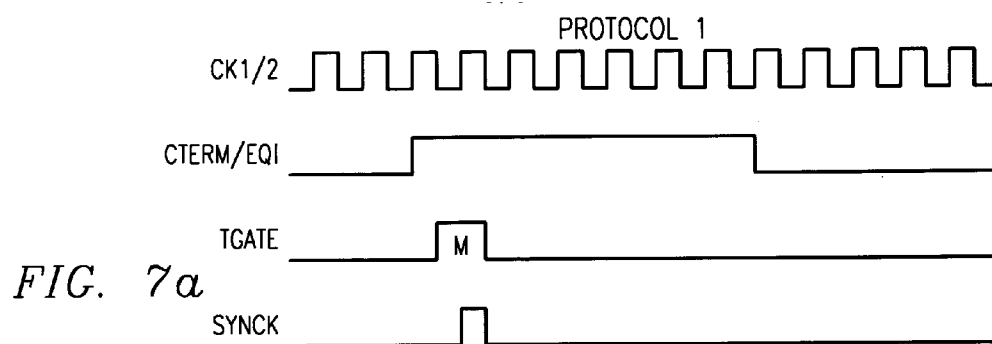 PROTOCOL 1
CK1/2
CTERM/EQI
TGATE
M
FIG. 7a
SYNCK